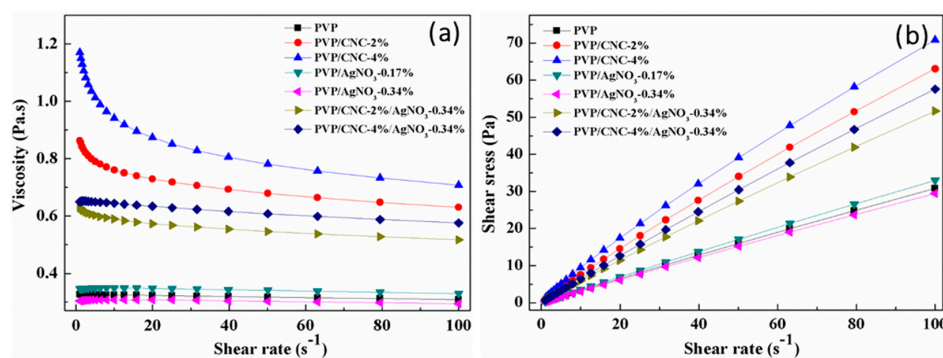 (a)
Viscosity (Pa.s)
1.2
1.0
0.8
0.6
0.4
PVP
PVP/CNC-2%
PVP/CNC-4%
PVP/AgNO3-0.17%
PVP/AgNO3-0.34%
PVP/CNC-2%/AgNO3-0.34%
PVP/CNC-4%/AgNO3-0.34%
0 20 40 60 80 100
Shear rate (s-1)
(b)
Shear sress (Pa)
70
60
50
40
30
20
10
0
PVP
PVP/CNC-2%
PVP/CNC-4%
PVP/AgNO3-0.17%
PVP/AgNO3-0.34%
PVP/CNC-2%/AgNO3-0.34%
PVP/CNC-4%/AgNO3-0.34%
0 10 20 30 40 50 60 70 80 90 100
Shear rate (s-1)